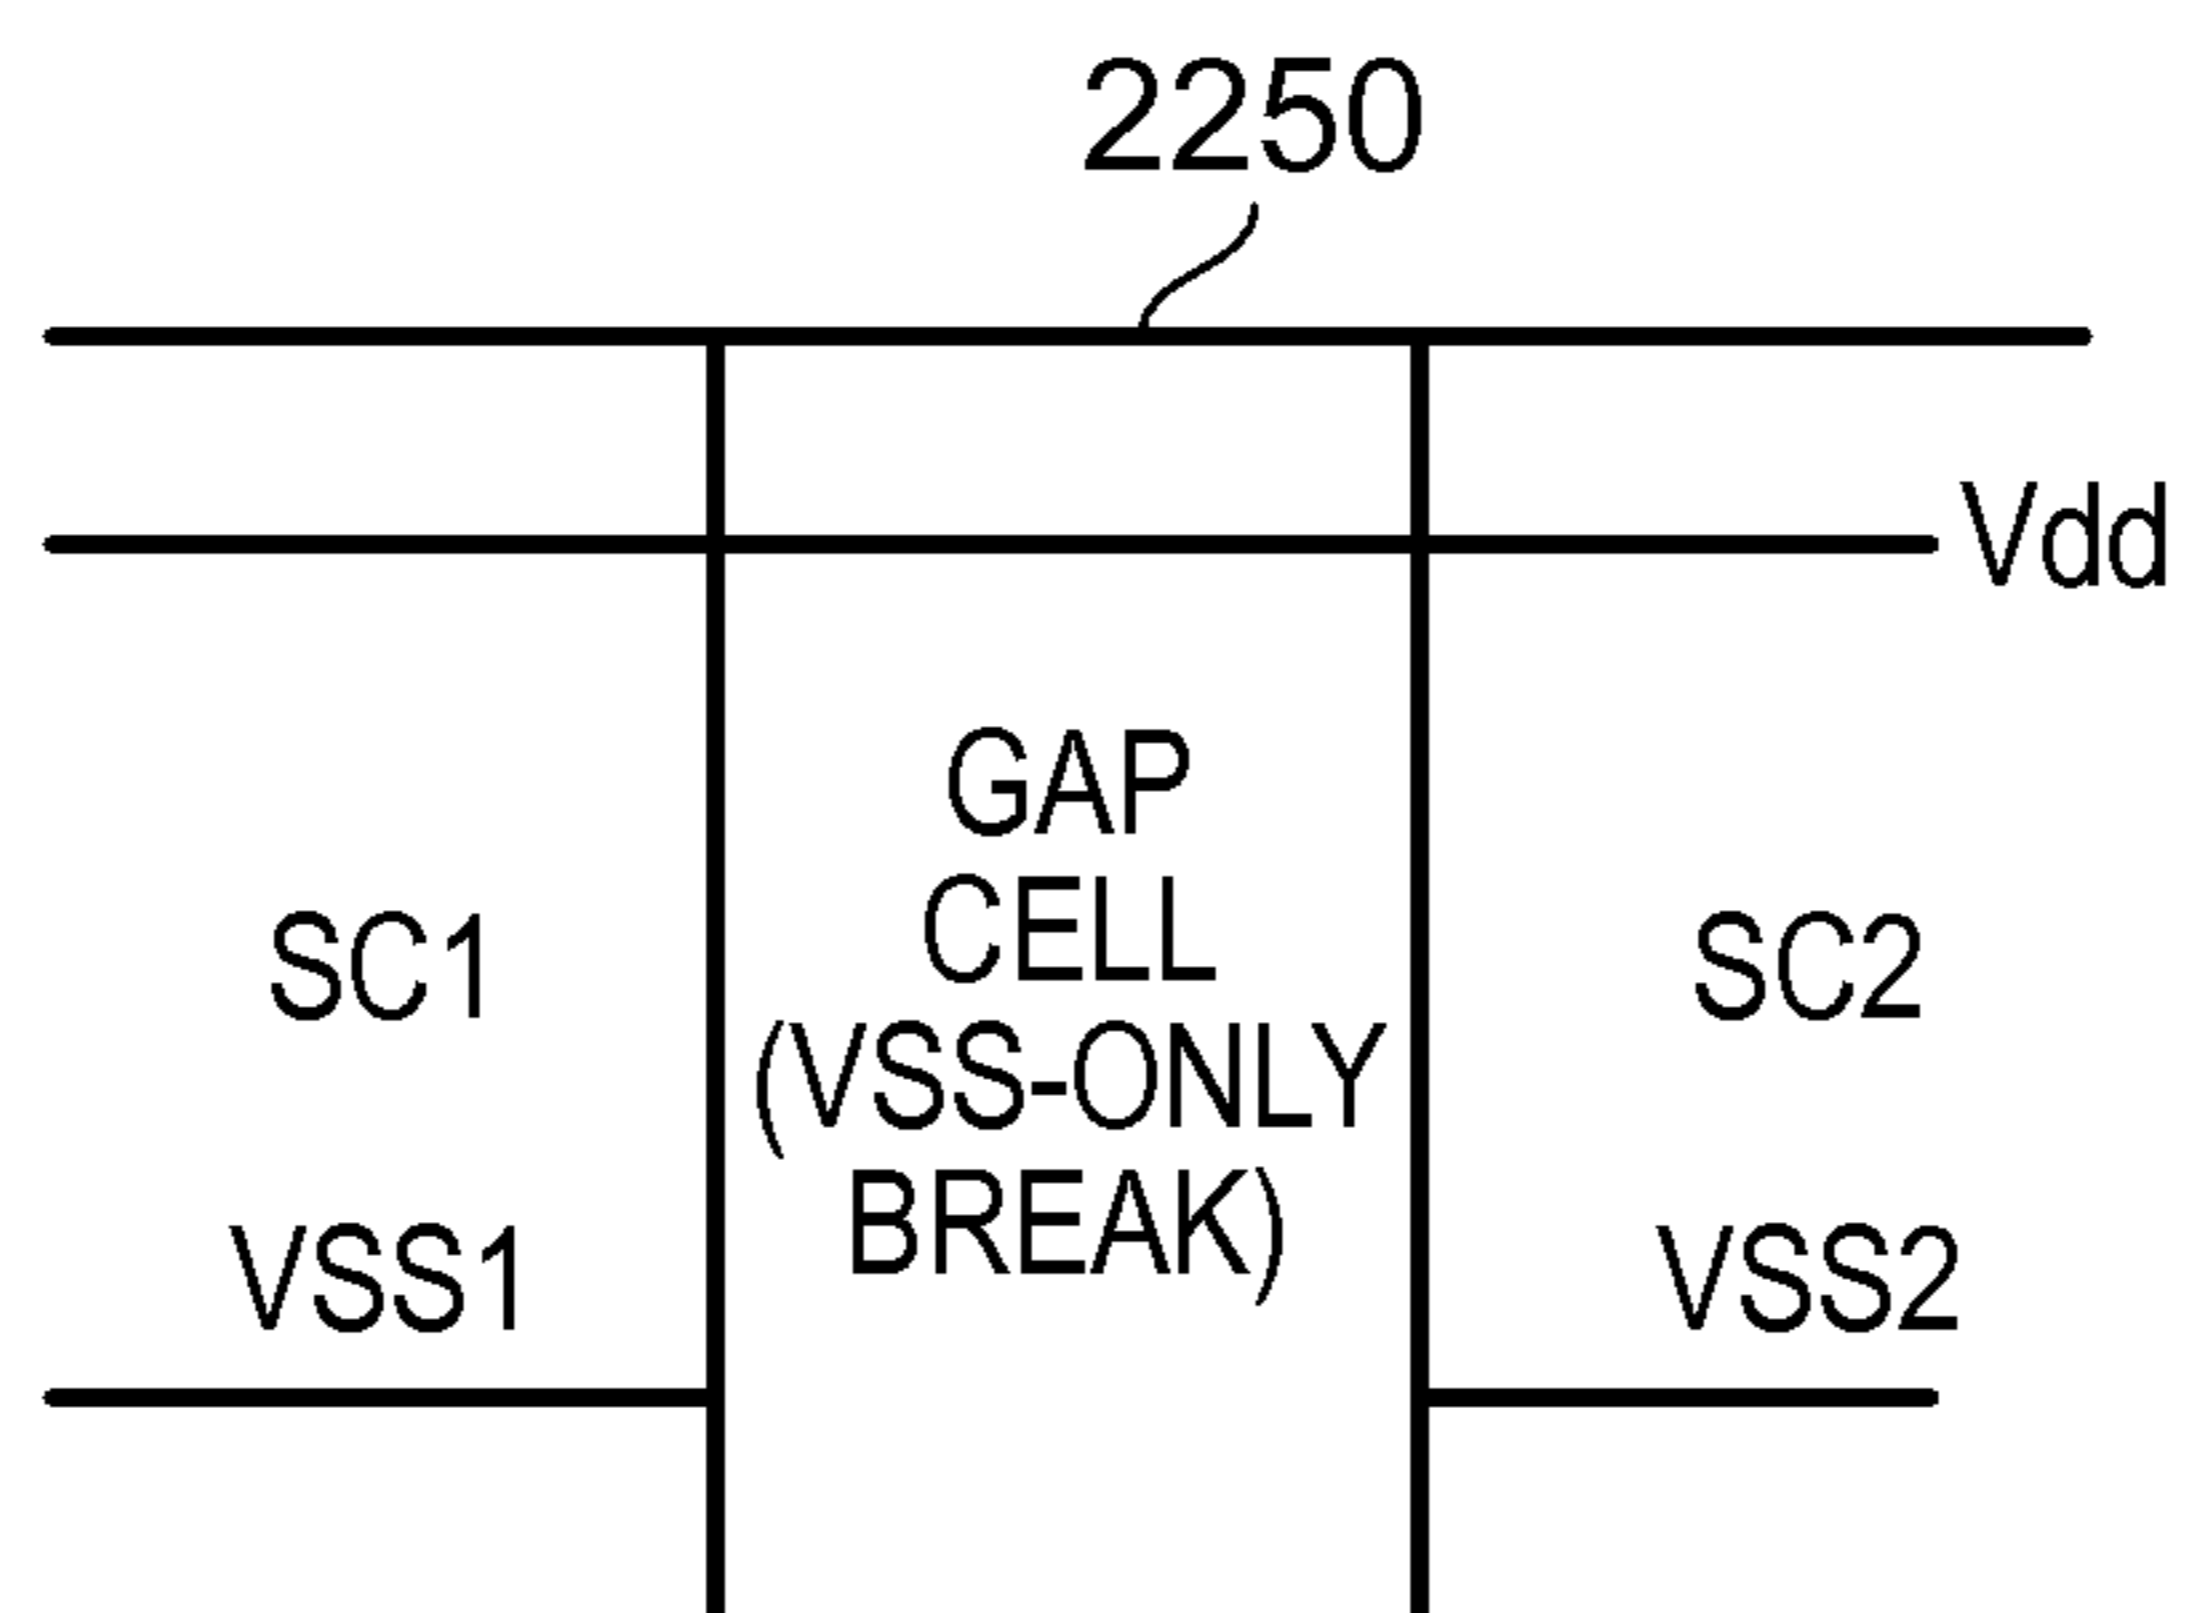 2250
Vdd
GAP
CELL
(VSS-ONLY
BREAK)
SC1
SC2
VSS1
VSS2